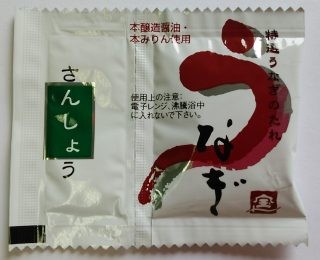 特選うなぎのたれ
うなぎ
本醸造醤油・
本みりん使用
使用上の注意:
電子レンジ、沸騰浴中
に入れないで下さい。
さんしょう